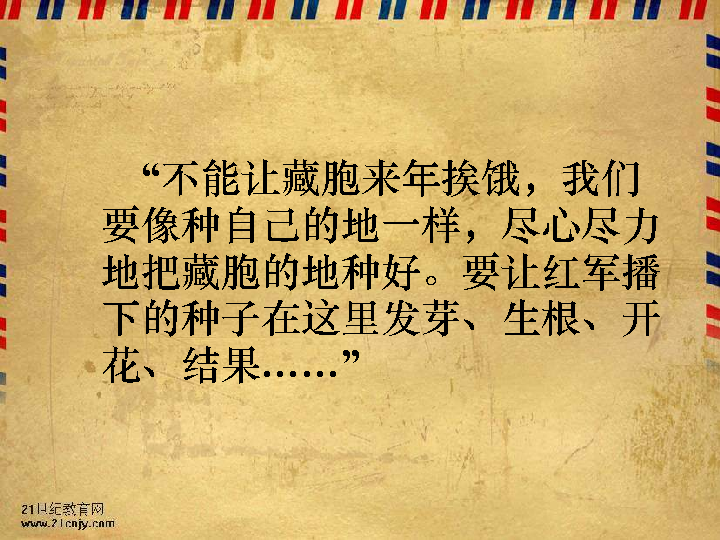 “不能让藏胞来年挨饿，我们
要像种自己的地一样，尽心尽力
地把藏胞的地种好。要让红军播
下的种子在这里发芽、生根、开
花、结果……”
21世纪教育网
www.21cnjy.com